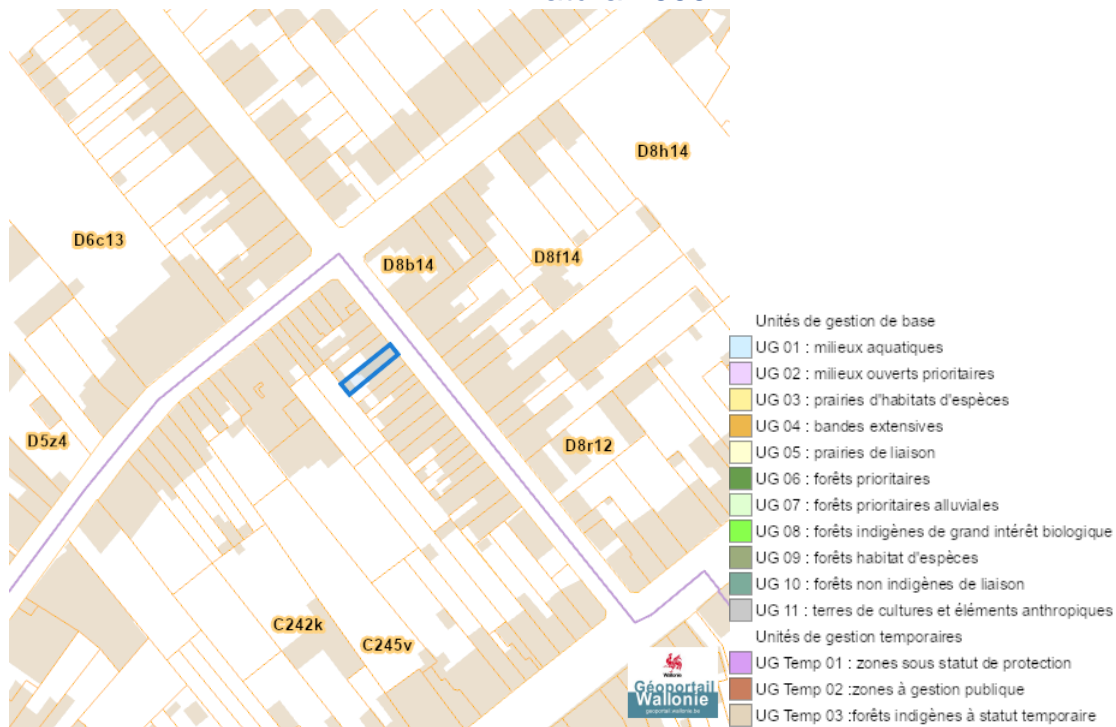 D8h14
D6c13
D8f14
D8b14
D5z4
D8r12
C242k
C245v
Wallonie
Géoportail
Wallonie
geoportail.wallonie.be
Unités de gestion de base
UG 01 : milieux aquatiques
UG 02 : milieux ouverts prioritaires
UG 03 : prairies d'habitats d'espèces
UG 04 : bandes extensives
UG 05 : prairies de liaison
UG 06 : forêts prioritaires
UG 07 : forêts prioritaires alluviales
UG 08 : forêts indigènes de grand intérêt biologique
UG 09 : forêts habitat d'espèces
UG 10 : forêts non indigènes de liaison
UG 11 : terres de cultures et éléments anthropiques
Unités de gestion temporaires
UG Temp 01 : zones sous statut de protection
UG Temp 02 :zones à gestion publique
UG Temp 03 :forêts indigènes à statut temporaire